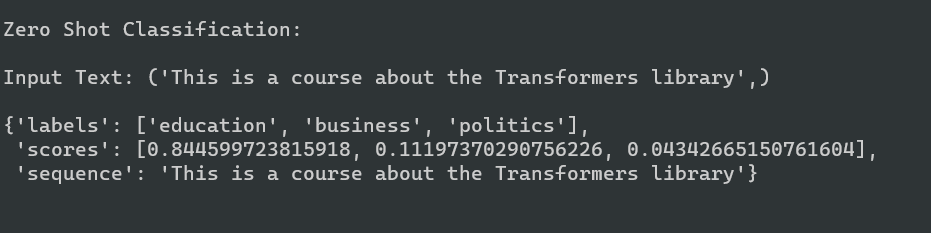 Zero Shot Classification:
Input Text: ('This is a course about the Transformers library',)
{'labels': ['education', 'business', 'politics'],
 'scores': [0.844599723815918, 0.11197370290756226, 0.04342665150761604],
 'sequence': 'This is a course about the Transformers library'}